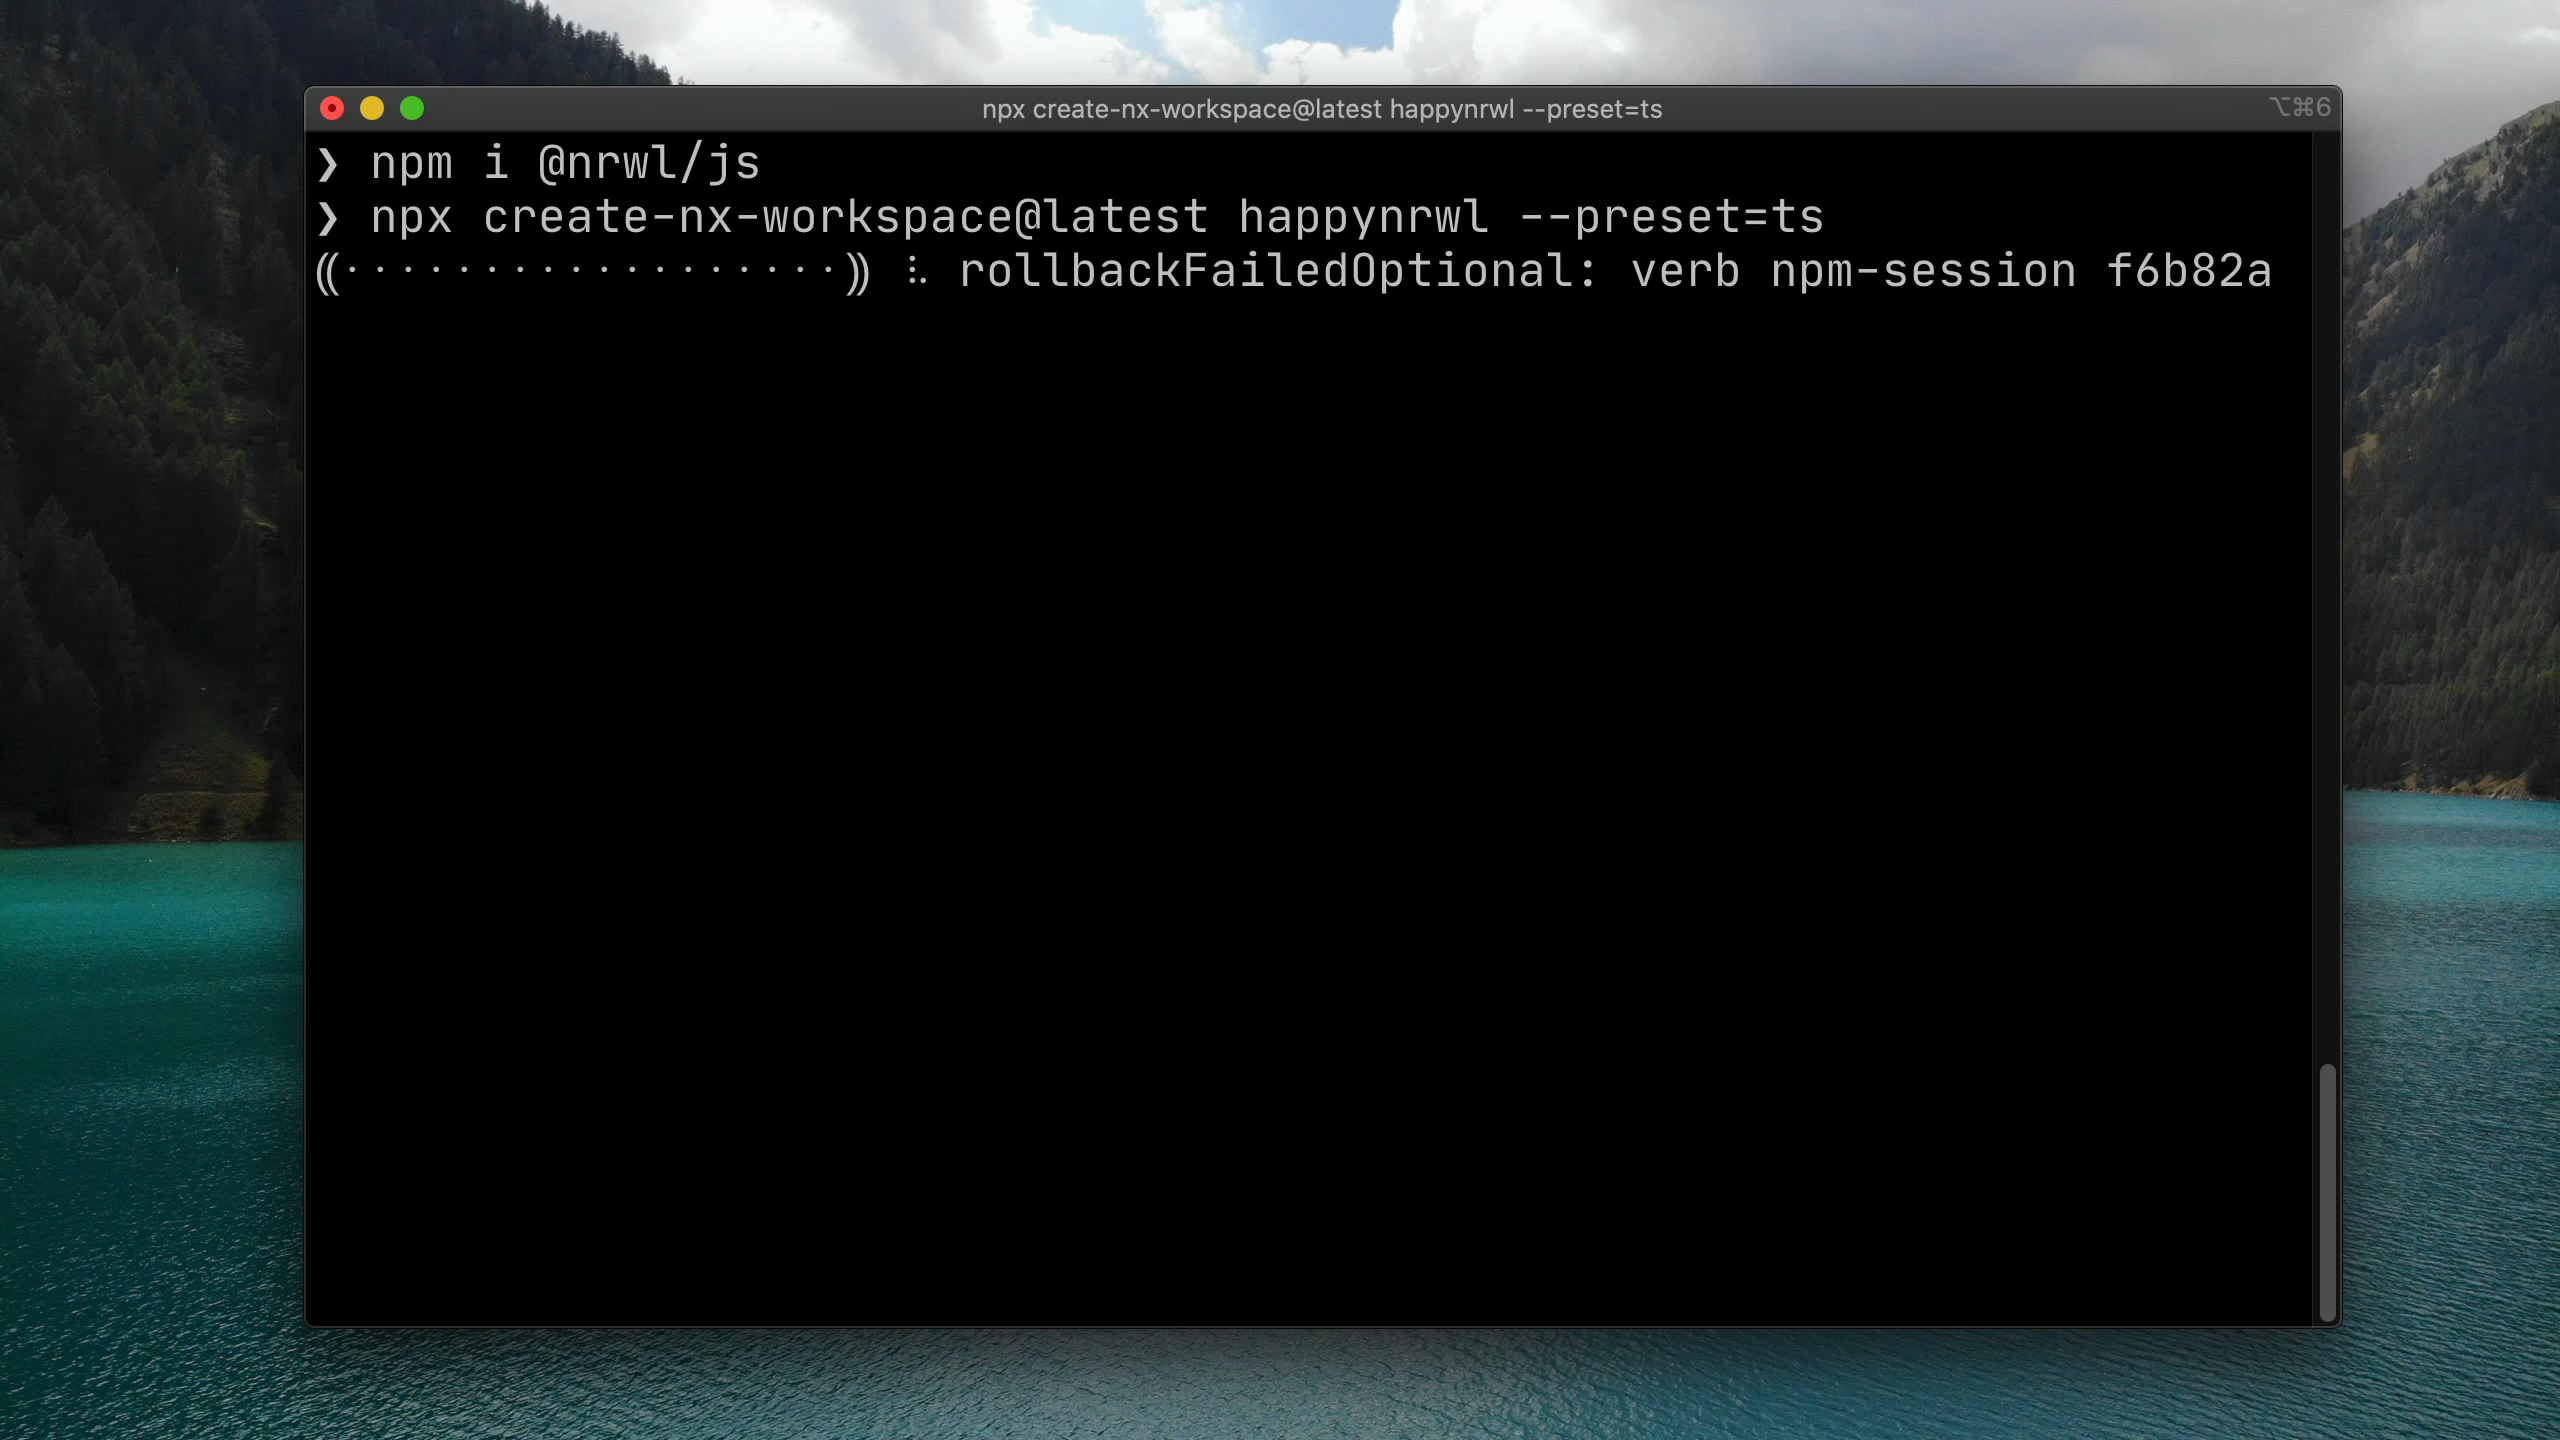 npx create-nx-workspace@latest happynrwl --preset=ts
⌥⌘6
❯ npm i @nrwl/js
❯ npx create-nx-workspace@latest happynrwl --preset=ts
⸨··················⸩ ⠧ rollbackFailedOptional: verb npm-session f6b82a